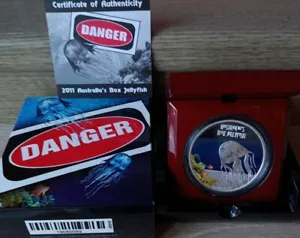 Certificate of Authenticity
DANGER
2011 Australia's Box Jellyfish
DANGER